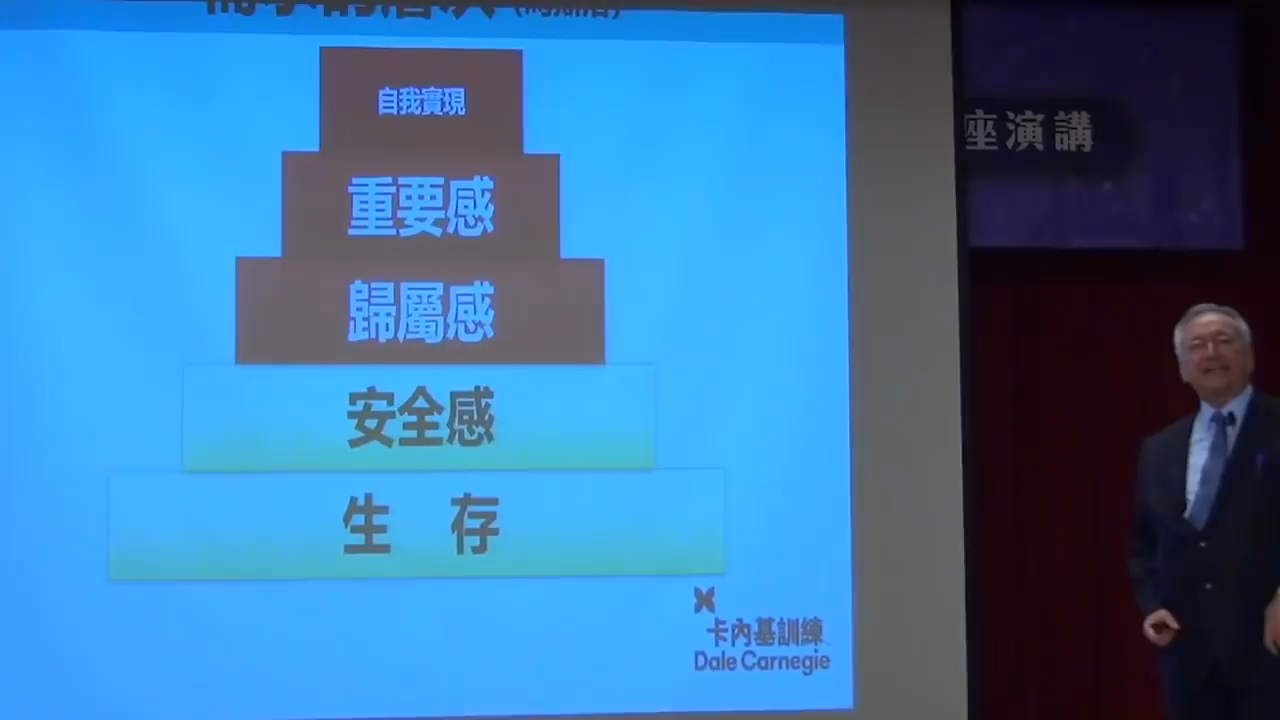 自我實現
重要感
歸屬感
安全感
生 存
卡內基訓練
Dale Carnegie
座演講